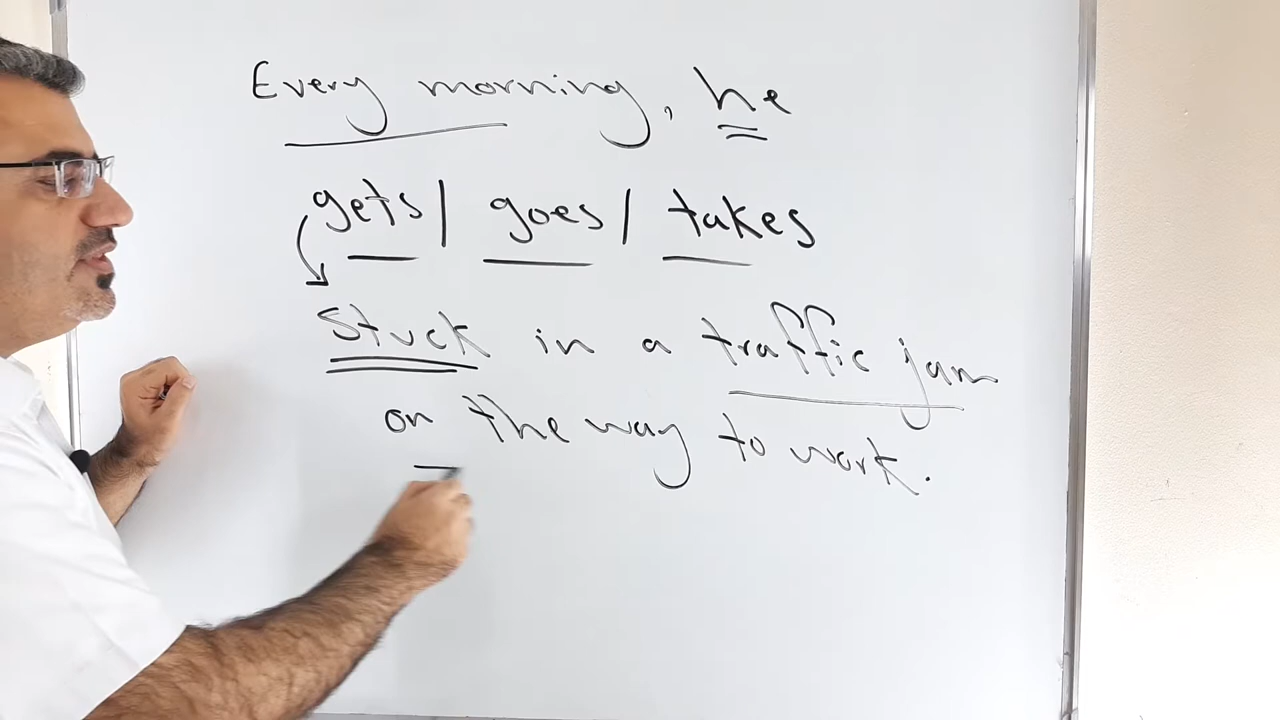 Every morning, he
gets/ goes/ takes
stuck in a traffic jam
on the way to work.